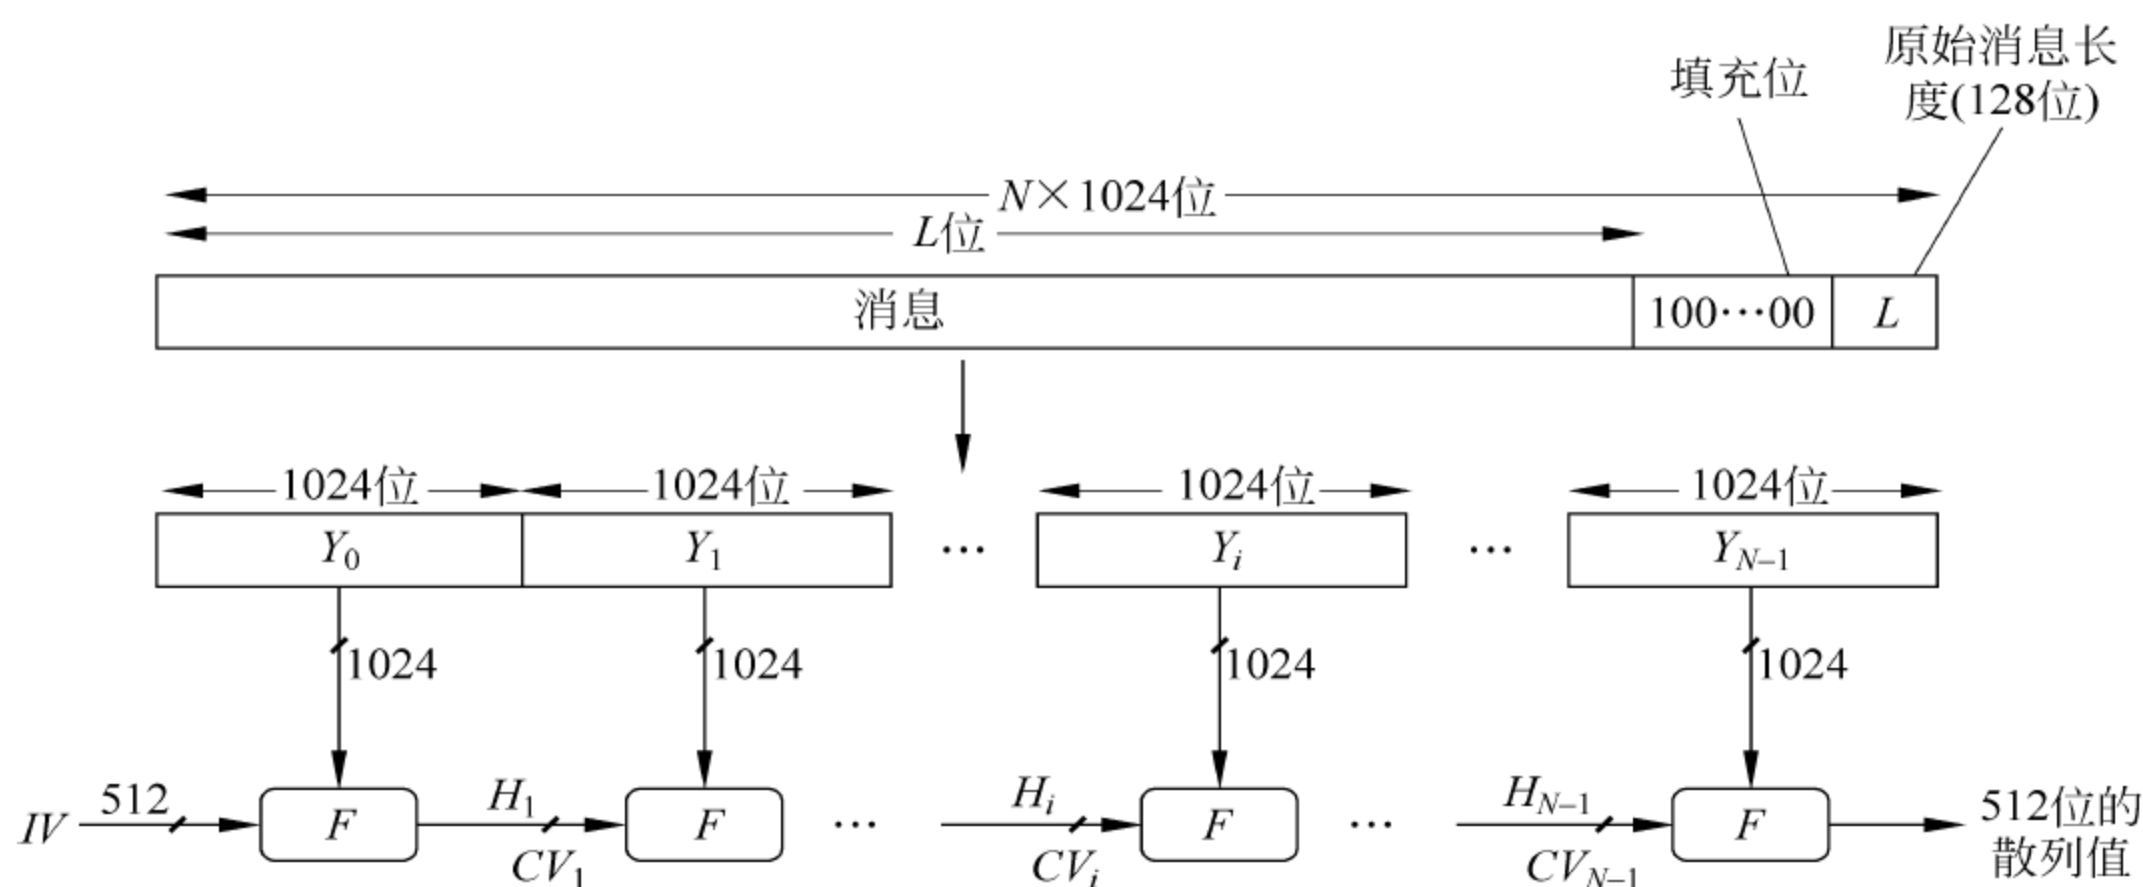 原始消息长
度(128位)
填充位
N×1024位
L位
消息
100…00
L
1024位
1024位
1024位
1024位
Y0
Y1
…
Yi
…
YN–1
1024
1024
1024
1024
IV
512
F
H1
CV1
F
…
Hi
CVi
F
…
HN–1
CVN–1
F
512位的
散列值